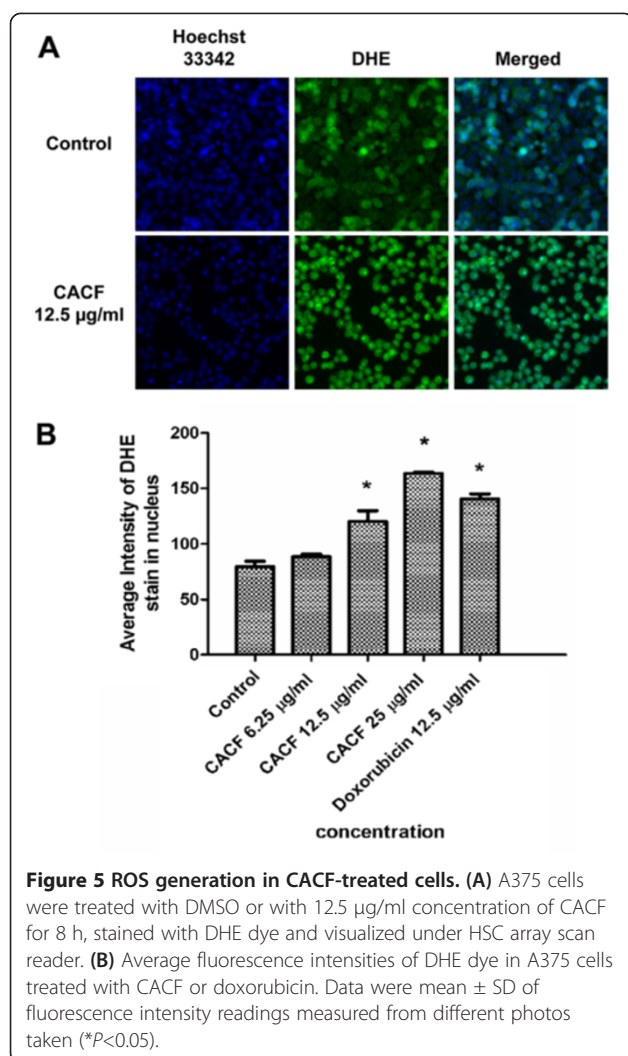 A
Hoechst 33342
DHE
Merged
Control
CACF 12.5 µg/ml
B
Average Intensity of DHE stain in nucleus
200
150
100
50
0
*
*
*
Control
CACF 6.25 µg/ml
CACF 12.5 µg/ml
CACF 25 µg/ml
Doxorubicin 12.5 µg/ml
concentration
Figure 5 ROS generation in CACF-treated cells. (A) A375 cells
were treated with DMSO or with 12.5 μg/ml concentration of CACF
for 8 h, stained with DHE dye and visualized under HSC array scan
reader. (B) Average fluorescence intensities of DHE dye in A375 cells
treated with CACF or doxorubicin. Data were mean ± SD of
fluorescence intensity readings measured from different photos
taken (*P<0.05).